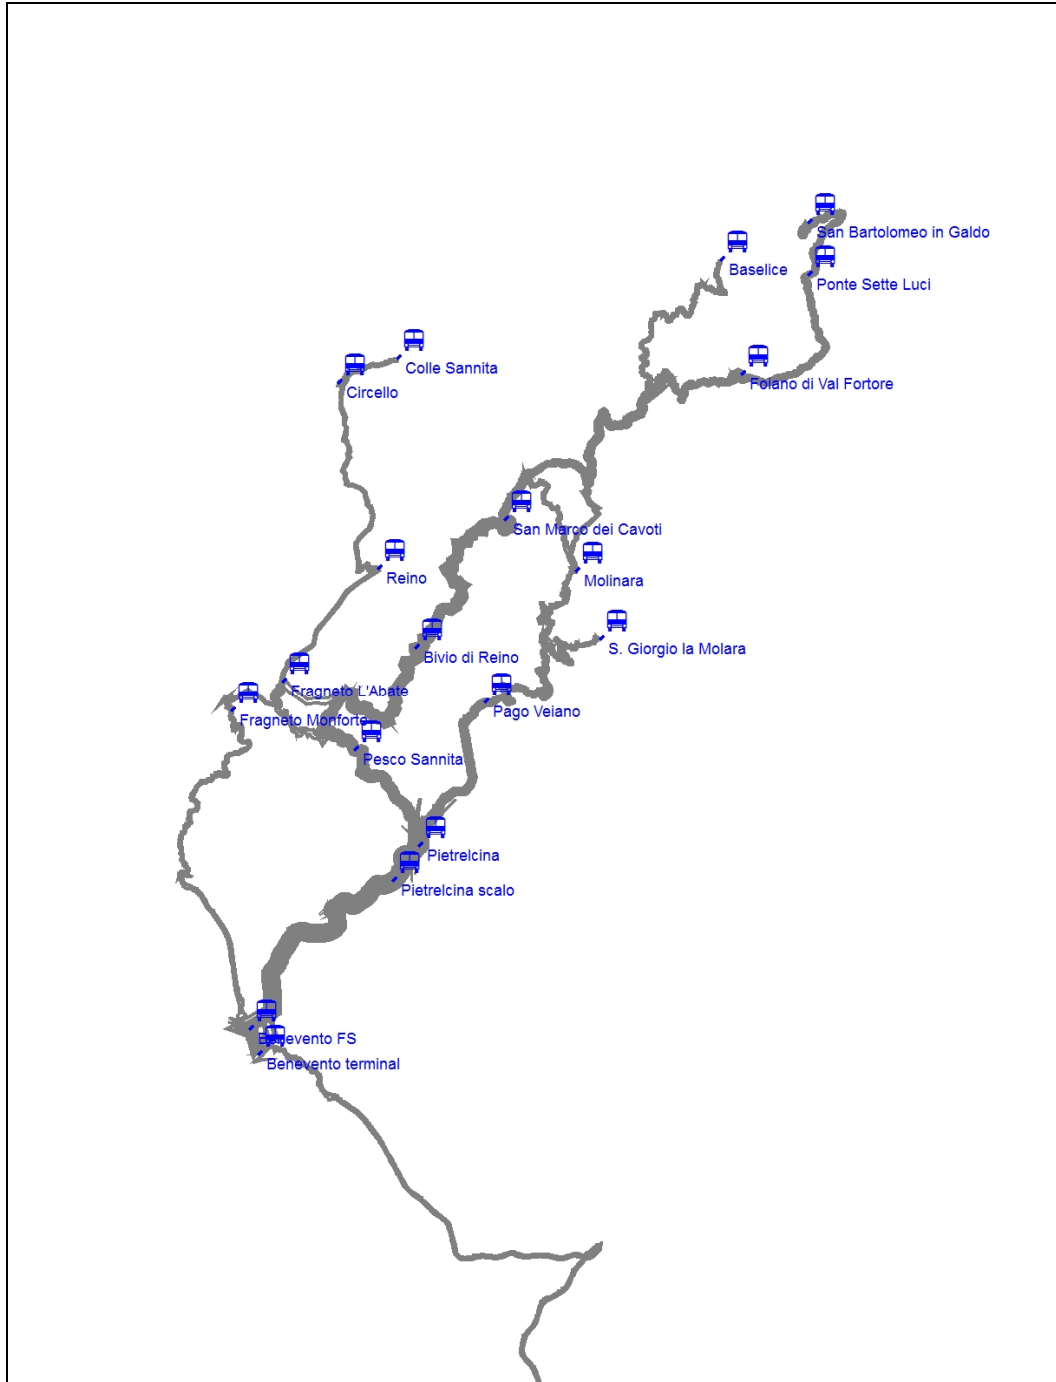 San Bartolomeo in Galdo
Baselice
Ponte Sette Luci
Colle Sannita
Circello
Foiano di Val Fortore
San Marco dei Cavoti
Reino
Molinara
S. Giorgio la Molara
Bivio di Reino
Fragneto L'Abate
Pago Veiano
Fragneto Monforte
Pesco Sannita
Pietrelcina
Pietrelcina scalo
Benevento FS
Benevento terminal